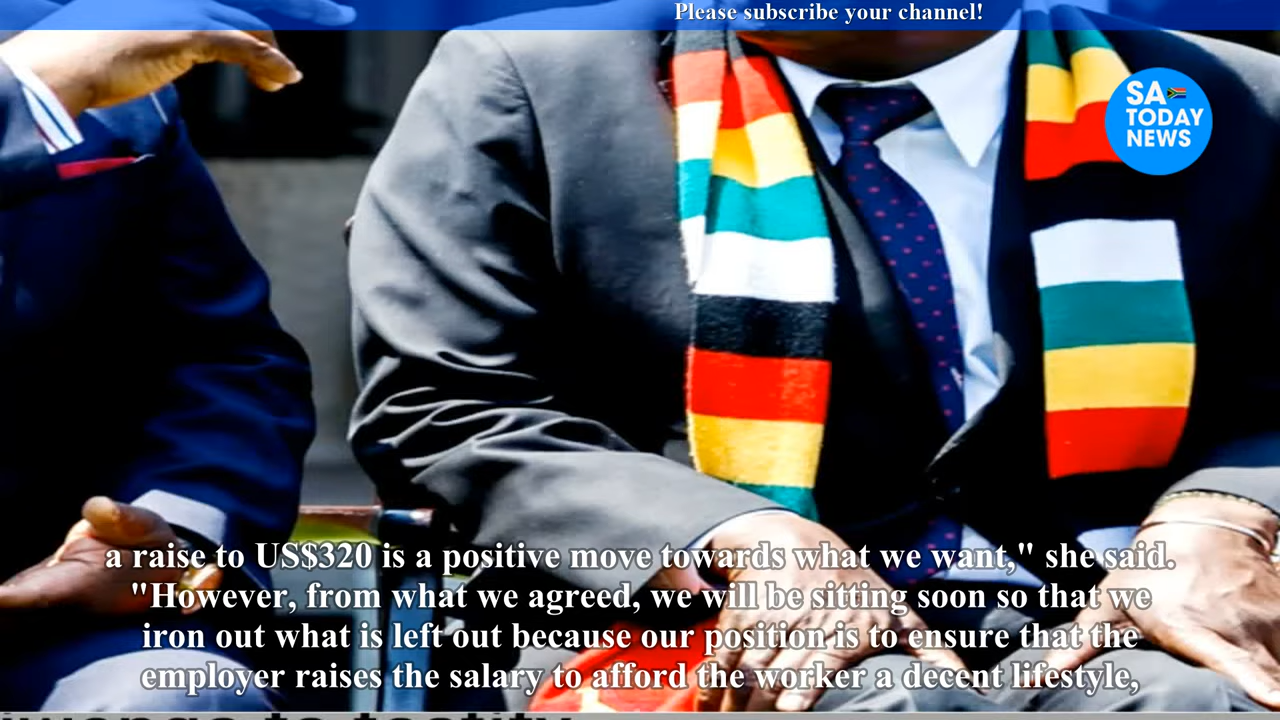 Please subscribe your channel!
SA
TODAY
NEWS
a raise to US$320 is a positive move towards what we want," she said.
"However, from what we agreed, we will be sitting soon so that we
iron out what is left out because our position is to ensure that the
employer raises the salary to afford the worker a decent lifestyle,
to testify